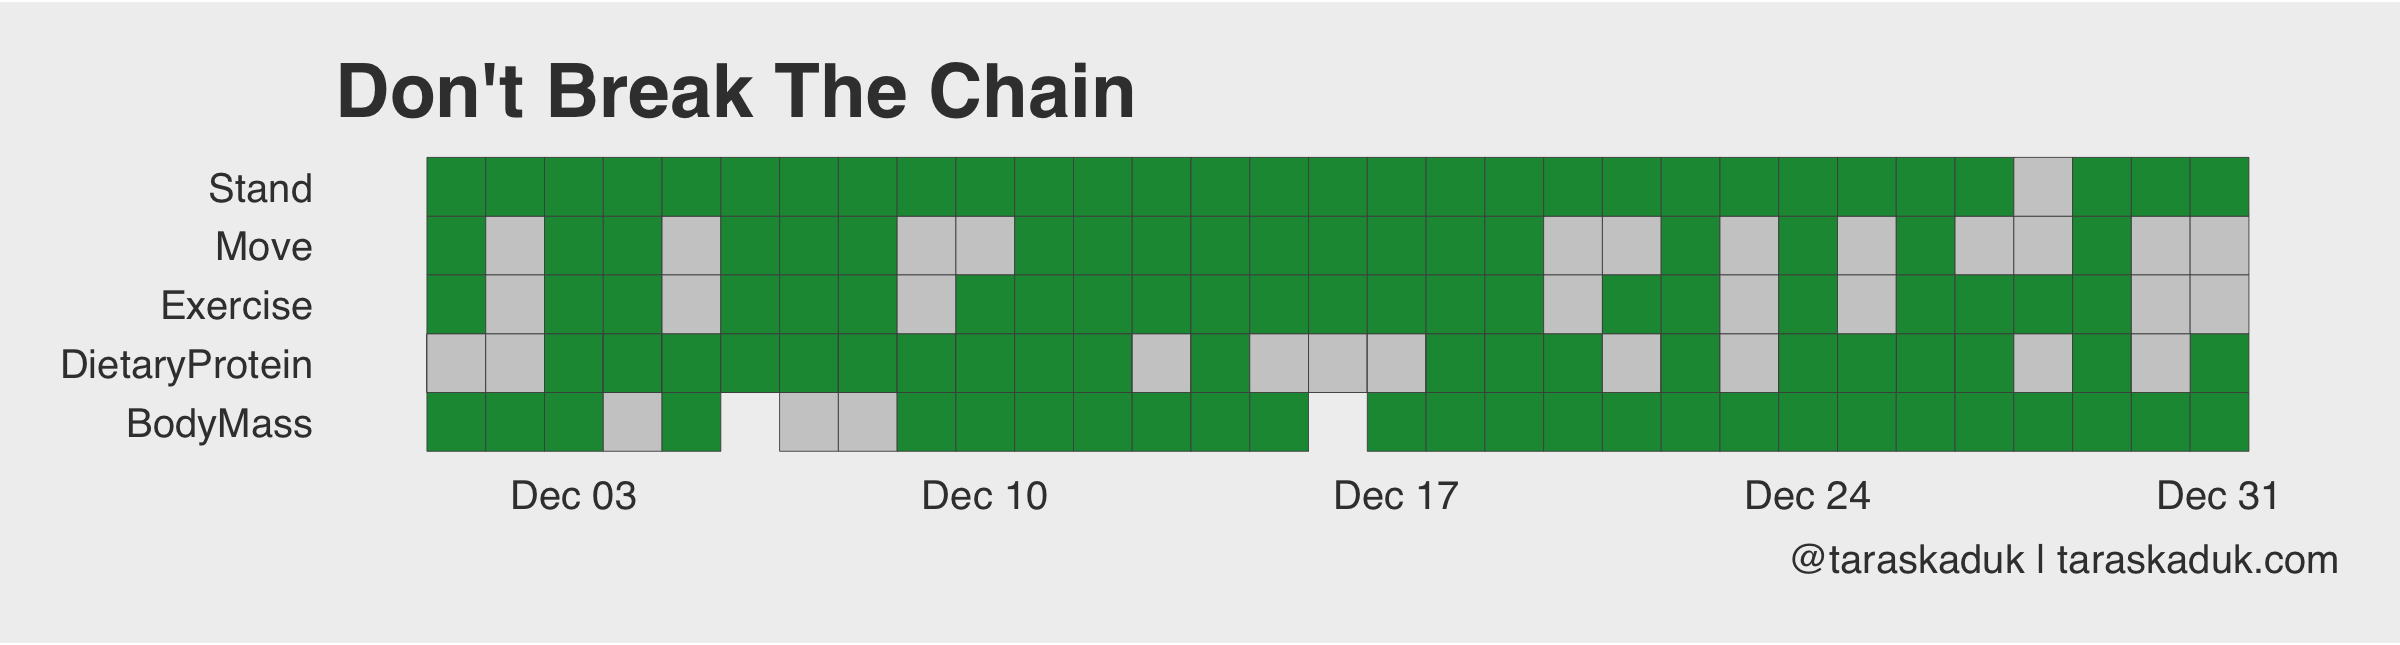 Don't Break The Chain
Stand
Move
Exercise
DietaryProtein
BodyMass
Dec 03 Dec 10 Dec 17 Dec 24 Dec 31
@taraskaduk | taraskaduk.com